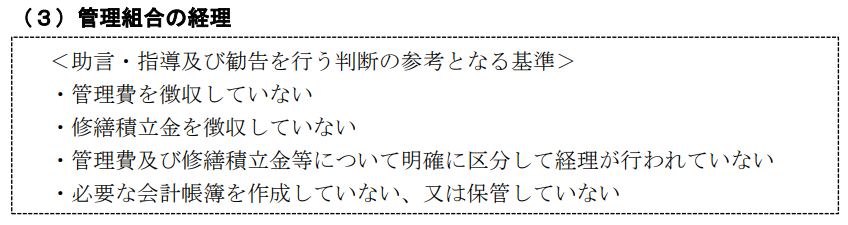 （３）管理組合の経理
＜助言・指導及び勧告を行う判断の参考となる基準＞
・管理費を徴収していない
・修繕積立金を徴収していない
・管理費及び修繕積立金等について明確に区分して経理が行われていない
・必要な会計帳簿を作成していない、又は保管していない